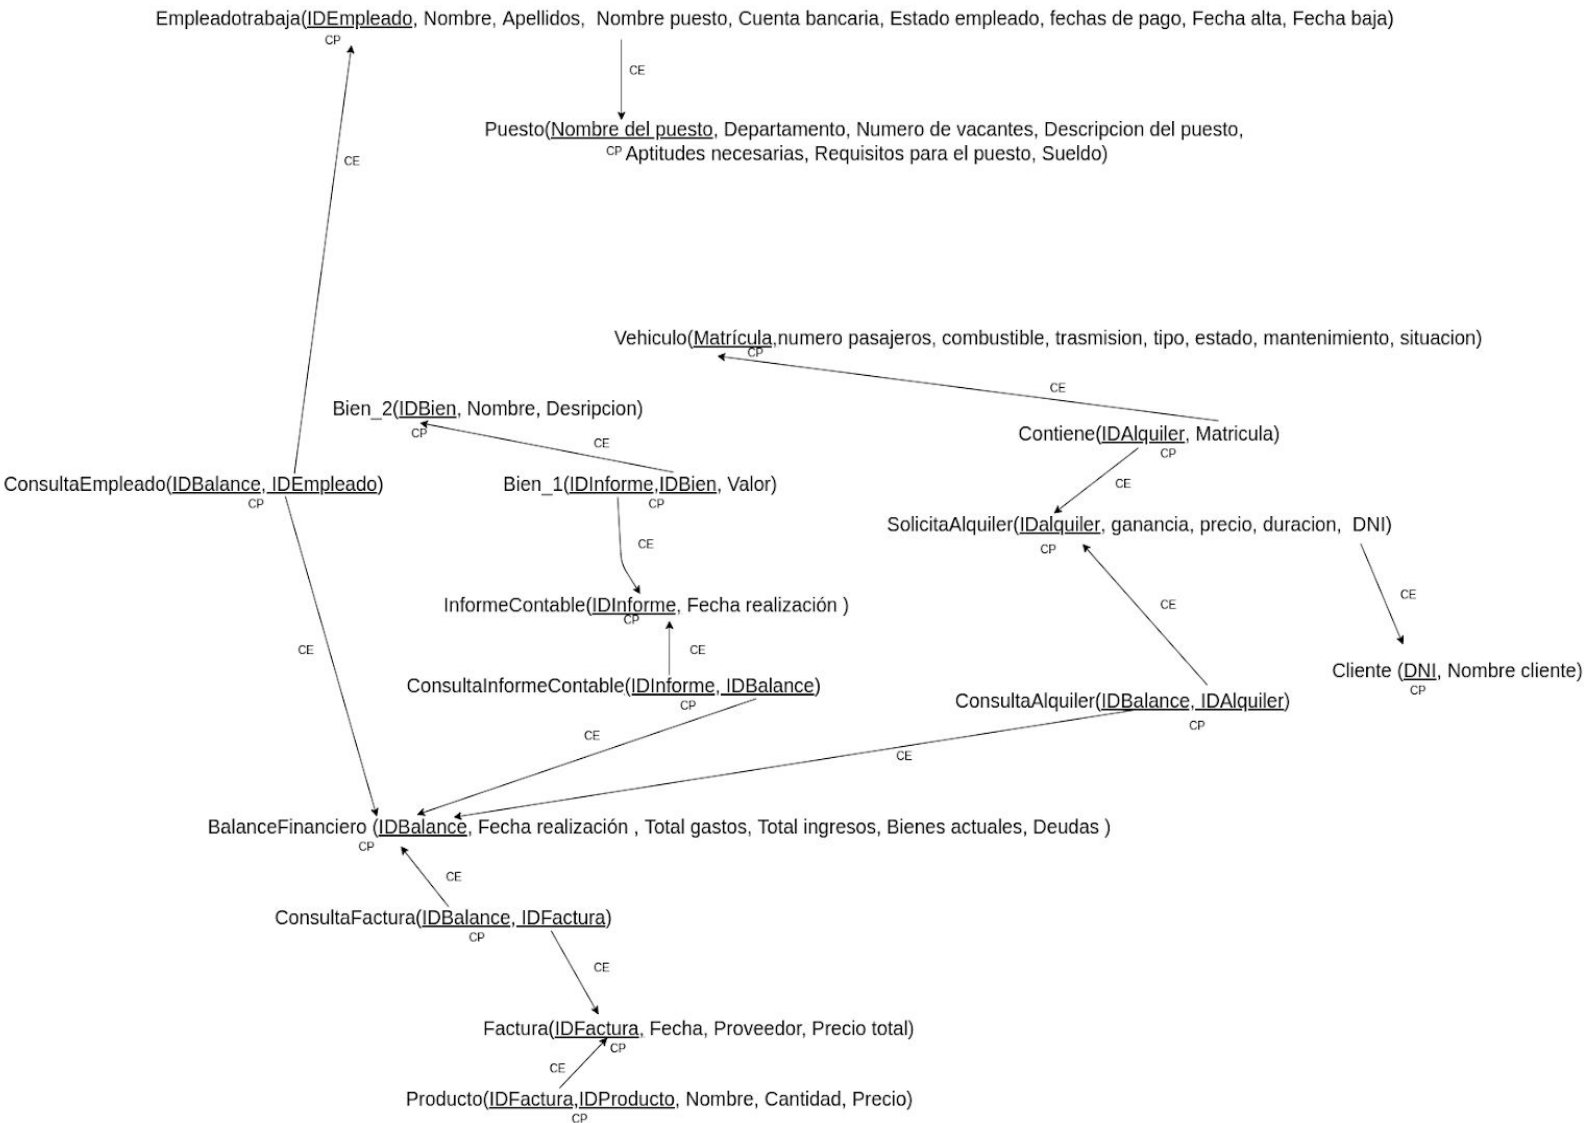 Empleadotrabaja(IDEmpleado, Nombre, Apellidos, Nombre puesto, Cuenta bancaria, Estado empleado, fechas de pago, Fecha alta, Fecha baja)
CP
CE
Puesto(Nombre del puesto, Departamento, Numero de vacantes, Descripcion del puesto,
CP Aptitudes necesarias, Requisitos para el puesto, Sueldo)
CE
Vehiculo(Matrícula,numero pasajeros, combustible, trasmision, tipo, estado, mantenimiento, situacion)
CP
CE
Bien_2(IDBien, Nombre, Desripcion)
CP
CE
Contiene(IDAlquiler, Matricula)
CP
CE
ConsultaEmpleado(IDBalance, IDEmpleado)
CP
Bien_1(IDInforme,IDBien, Valor)
CP
CE
SolicitaAlquiler(IDalquiler, ganancia, precio, duracion, DNI)
CP
CE
CE
InformeContable(IDInforme, Fecha realización )
CP
CE
CE
Cliente (DNI, Nombre cliente)
CP
ConsultaInformeContable(IDInforme, IDBalance)
CP
ConsultaAlquiler(IDBalance, IDAlquiler)
CP
CE
CE
BalanceFinanciero (IDBalance, Fecha realización , Total gastos, Total ingresos, Bienes actuales, Deudas )
CP
CE
ConsultaFactura(IDBalance, IDFactura)
CP
CE
Factura(IDFactura, Fecha, Proveedor, Precio total)
CP
CE
Producto(IDFactura,IDProducto, Nombre, Cantidad, Precio)
CP